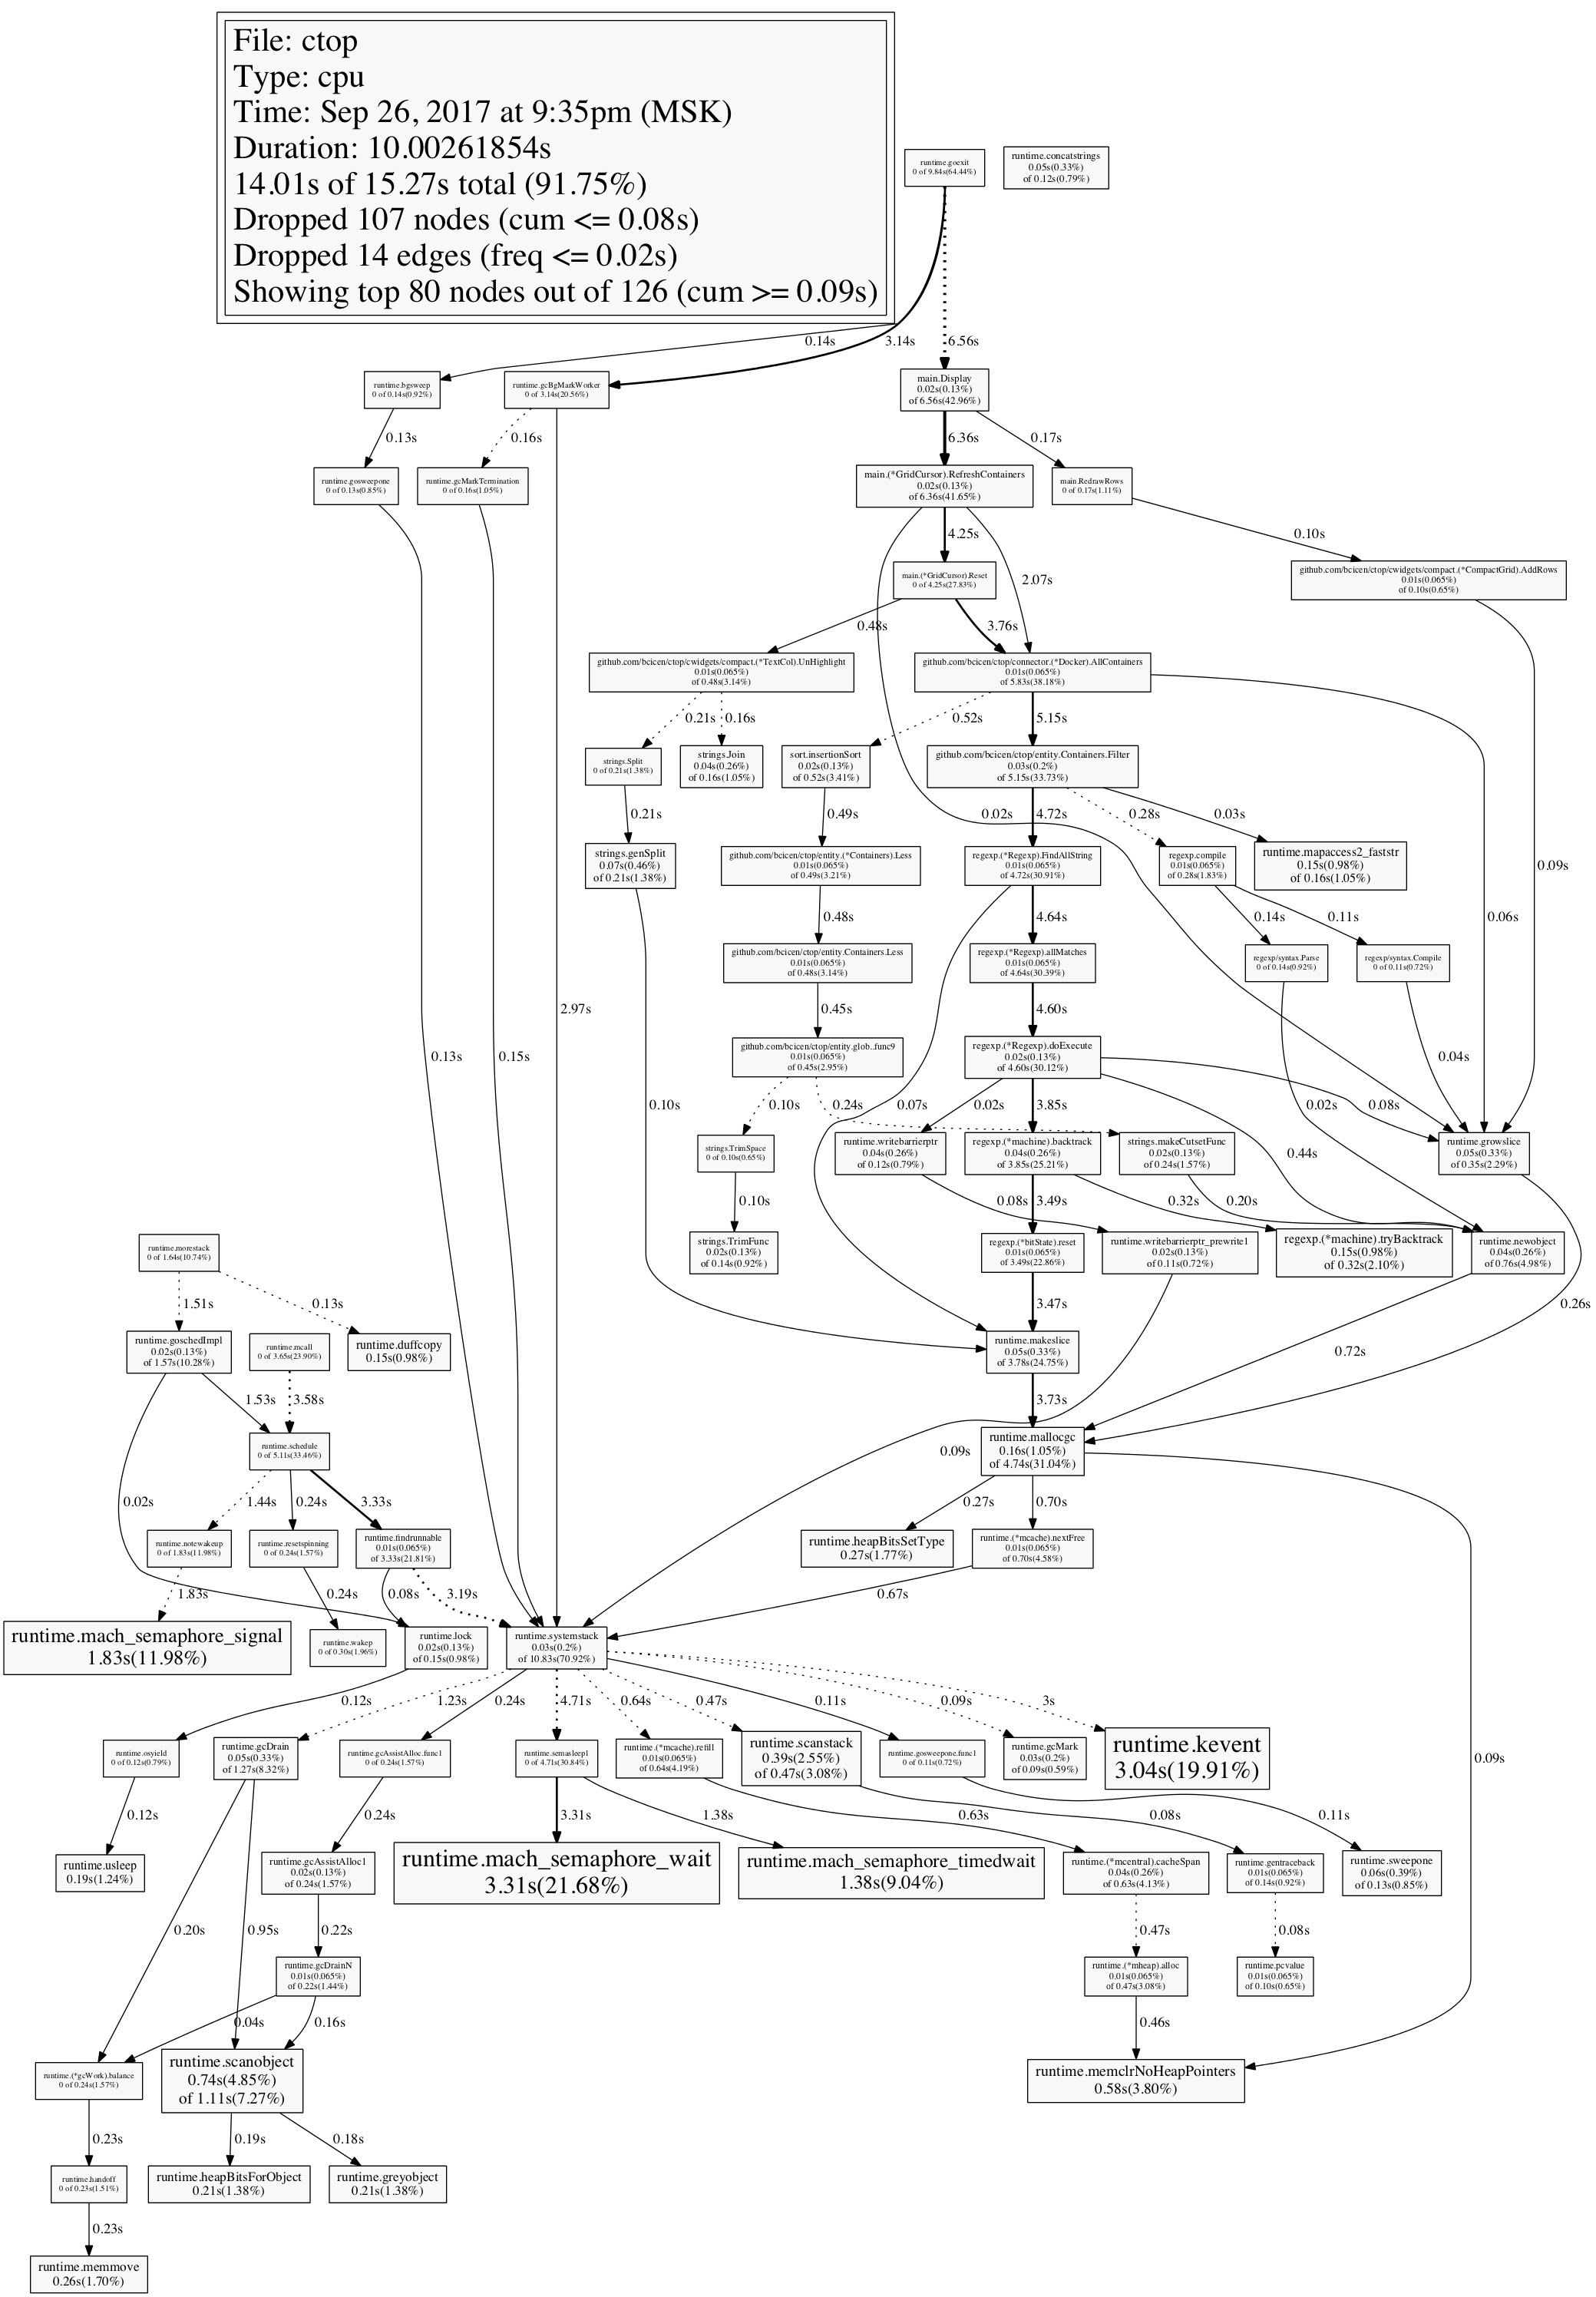 File: ctop
Type: cpu
Time: Sep 26, 2017 at 9:35pm (MSK)
Duration: 10.00261854s
14.01s of 15.27s total (91.75%)
Dropped 107 nodes (cum <= 0.08s)
Dropped 14 edges (freq <= 0.02s)
Showing top 80 nodes out of 126 (cum >= 0.09s)
runtime.goexit
0 of 9.84s(64.44%)
runtime.concatstrings
0.05s(0.33%)
of 0.12s(0.79%)
0.14s
3.14s
6.56s
runtime.bgsweep
0 of 0.14s(0.92%)
runtime.gcBgMarkWorker
0 of 3.14s(20.56%)
main.Display
0.02s(0.13%)
of 6.56s(42.96%)
0.13s
0.16s
6.36s
0.17s
runtime.gosweepone
0 of 0.13s(0.85%)
runtime.gcMarkTermination
0 of 0.16s(1.05%)
main.(*GridCursor).RefreshContainers
0.02s(0.13%)
of 6.36s(41.65%)
main.RedrawRows
0 of 0.17s(1.11%)
4.25s
0.10s
main.(*GridCursor).Reset
0 of 4.25s(27.83%)
2.07s
github.com/bcicen/ctop/cwidgets/compact.(*CompactGrid).AddRows
0.01s(0.065%)
of 0.10s(0.65%)
0.48s
3.76s
github.com/bcicen/ctop/cwidgets/compact.(*TextCol).UnHighlight
0.01s(0.065%)
of 0.48s(3.14%)
github.com/bcicen/ctop/connector.(*Docker).AllContainers
0.01s(0.065%)
of 5.83s(38.18%)
0.21s
0.16s
0.52s
5.15s
strings.Split
0 of 0.21s(1.38%)
strings.Join
0.04s(0.26%)
of 0.16s(1.05%)
sort.insertionSort
0.02s(0.13%)
of 0.52s(3.41%)
github.com/bcicen/ctop/entity.Containers.Filter
0.03s(0.2%)
of 5.15s(33.73%)
0.21s
0.49s
0.02s
4.72s
0.28s
0.03s
strings.genSplit
0.07s(0.46%)
of 0.21s(1.38%)
github.com/bcicen/ctop/entity.(*Containers).Less
0.01s(0.065%)
of 0.49s(3.21%)
regexp.(*Regexp).FindAllString
0.01s(0.065%)
of 4.72s(30.91%)
regexp.compile
0.01s(0.065%)
of 0.28s(1.83%)
runtime.mapaccess2_faststr
0.15s(0.98%)
of 0.16s(1.05%)
0.09s
0.48s
4.64s
0.14s
0.11s
0.06s
github.com/bcicen/ctop/entity.Containers.Less
0.01s(0.065%)
of 0.48s(3.14%)
regexp.(*Regexp).allMatches
0.01s(0.065%)
of 4.64s(30.39%)
regexp/syntax.Parse
0 of 0.14s(0.92%)
regexp/syntax.Compile
0 of 0.11s(0.72%)
2.97s
0.45s
4.60s
0.13s
0.15s
github.com/bcicen/ctop/entity.glob..func9
0.01s(0.065%)
of 0.45s(2.95%)
regexp.(*Regexp).doExecute
0.02s(0.13%)
of 4.60s(30.12%)
0.04s
0.10s
0.10s
0.24s
0.07s
0.02s
3.85s
0.02s
0.08s
strings.TrimSpace
0 of 0.10s(0.65%)
runtime.writebarrierptr
0.04s(0.26%)
of 0.12s(0.79%)
regexp.(*machine).backtrack
0.04s(0.26%)
of 3.85s(25.21%)
strings.makeCutsetFunc
0.02s(0.13%)
of 0.24s(1.57%)
0.44s
runtime.growslice
0.05s(0.33%)
of 0.35s(2.29%)
0.10s
0.08s
3.49s
0.32s
0.20s
runtime.morestack
0 of 1.64s(10.74%)
strings.TrimFunc
0.02s(0.13%)
of 0.14s(0.92%)
regexp.(*bitState).reset
0.01s(0.065%)
of 3.49s(22.86%)
runtime.writebarrierptr_prewrite1
0.02s(0.13%)
of 0.11s(0.72%)
regexp.(*machine).tryBacktrack
0.15s(0.98%)
of 0.32s(2.10%)
runtime.newobject
0.04s(0.26%)
of 0.76s(4.98%)
1.51s
0.13s
3.47s
0.26s
runtime.goschedImpl
0.02s(0.13%)
of 1.57s(10.28%)
runtime.mcall
0 of 3.65s(23.90%)
runtime.duffcopy
0.15s(0.98%)
runtime.makeslice
0.05s(0.33%)
of 3.78s(24.75%)
0.72s
1.53s
3.58s
3.73s
runtime.schedule
0 of 5.11s(33.46%)
0.09s
runtime.mallocgc
0.16s(1.05%)
of 4.74s(31.04%)
0.02s
1.44s
0.24s
3.33s
0.27s
0.70s
runtime.notewakeup
0 of 1.83s(11.98%)
runtime.resetspinning
0 of 0.24s(1.57%)
runtime.findrunnable
0.01s(0.065%)
of 3.33s(21.81%)
runtime.heapBitsSetType
0.27s(1.77%)
runtime.(*mcache).nextFree
0.01s(0.065%)
of 0.70s(4.58%)
1.83s
0.24s
0.08s
3.19s
0.67s
runtime.mach_semaphore_signal
1.83s(11.98%)
runtime.wakep
0 of 0.30s(1.96%)
runtime.lock
0.02s(0.13%)
of 0.15s(0.98%)
runtime.systemstack
0.03s(0.2%)
of 10.83s(70.92%)
0.12s
1.23s
0.24s
4.71s
0.64s
0.47s
0.11s
0.09s
3s
runtime.osyield
0 of 0.12s(0.79%)
runtime.gcDrain
0.05s(0.33%)
of 1.27s(8.32%)
runtime.gcAssistAlloc.func1
0 of 0.24s(1.57%)
runtime.semasleep1
0 of 4.71s(30.84%)
runtime.(*mcache).refill
0.01s(0.065%)
of 0.64s(4.19%)
runtime.scanstack
0.39s(2.55%)
of 0.47s(3.08%)
runtime.gosweepone.func1
0 of 0.11s(0.72%)
runtime.gcMark
0.03s(0.2%)
of 0.09s(0.59%)
runtime.kevent
3.04s(19.91%)
0.09s
0.12s
0.24s
3.31s
1.38s
0.63s
0.08s
0.11s
runtime.usleep
0.19s(1.24%)
runtime.gcAssistAlloc1
0.02s(0.13%)
of 0.24s(1.57%)
runtime.mach_semaphore_wait
3.31s(21.68%)
runtime.mach_semaphore_timedwait
1.38s(9.04%)
runtime.(*mcentral).cacheSpan
0.04s(0.26%)
of 0.63s(4.13%)
runtime.gentraceback
0.01s(0.065%)
of 0.14s(0.92%)
runtime.sweepone
0.06s(0.39%)
of 0.13s(0.85%)
0.20s
0.95s
0.22s
0.47s
0.08s
runtime.gcDrainN
0.01s(0.065%)
of 0.22s(1.44%)
runtime.(*mheap).alloc
0.01s(0.065%)
of 0.47s(3.08%)
runtime.pcvalue
0.01s(0.065%)
of 0.10s(0.65%)
0.04s
0.16s
0.46s
runtime.(*gcWork).balance
0 of 0.24s(1.57%)
runtime.scanobject
0.74s(4.85%)
of 1.11s(7.27%)
runtime.memclrNoHeapPointers
0.58s(3.80%)
0.23s
0.19s
0.18s
runtime.handoff
0 of 0.23s(1.51%)
runtime.heapBitsForObject
0.21s(1.38%)
runtime.greyobject
0.21s(1.38%)
0.23s
runtime.memmove
0.26s(1.70%)